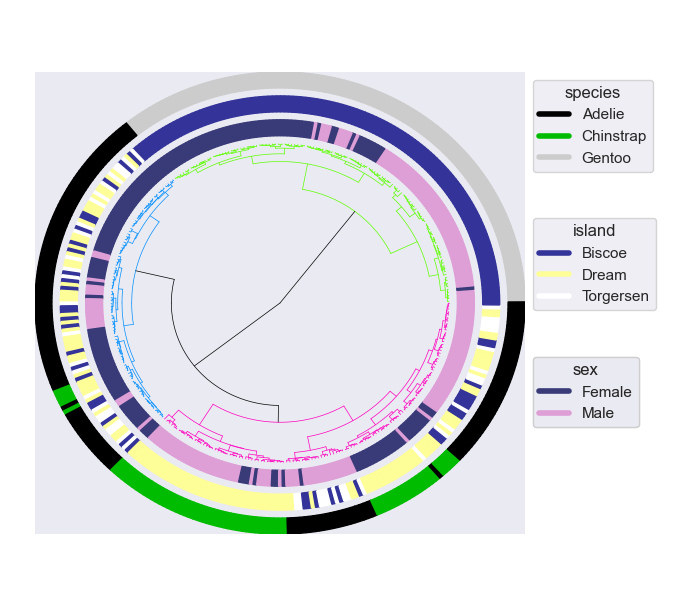 species
Adelie
Chinstrap
Gentoo
island
Biscoe
Dream
Torgersen
sex
Female
Male